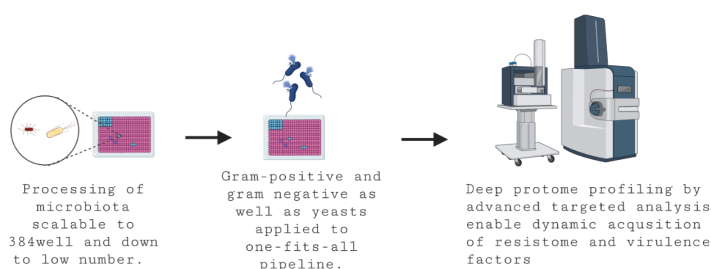 Processing of
microbiota
scalable to
384well and down
to low number.
Gram-positive and
gram negative as
well as yeasts
applied to
one-fits-all
pipeline.
Deep protome profiling by
advanced targeted analysis
enable dynamic acqusition
of resistome and virulence
factors